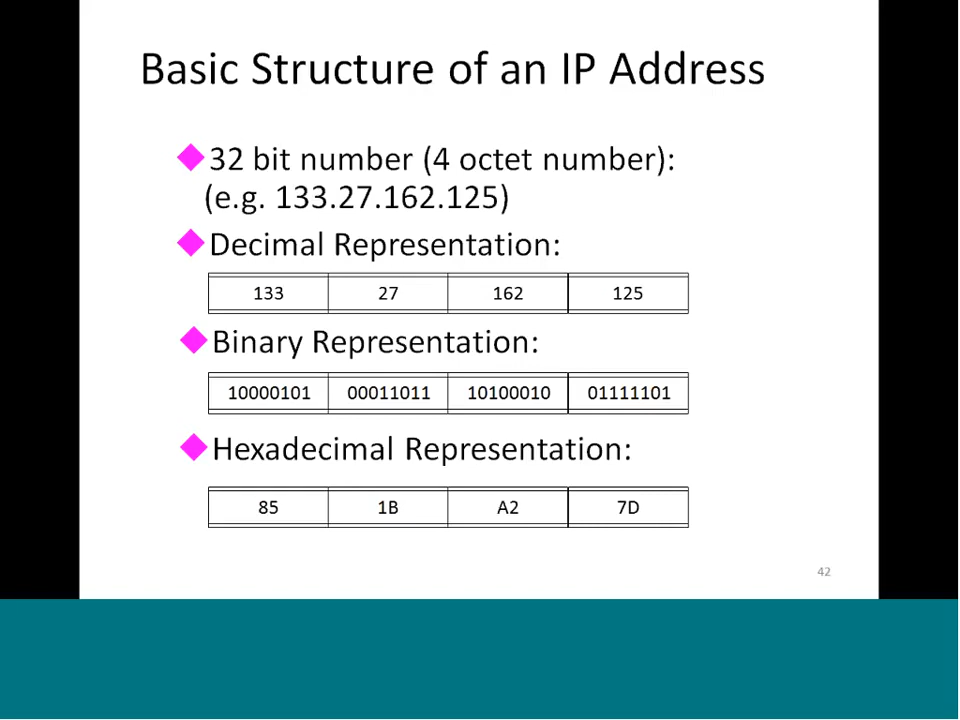 Basic Structure of an IP Address
32 bit number (4 octet number):
(e.g. 133.27.162.125)
Decimal Representation:
133 27 162 125
Binary Representation:
10000101 00011011 10100010 01111101
Hexadecimal Representation:
85 1B A2 7D
42